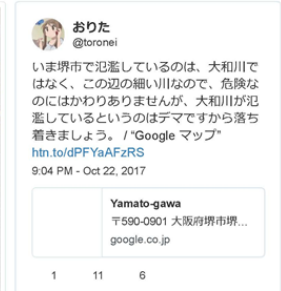 おりた
@toronei
いま堺市で氾濫しているのは、大和川で
はなく、この辺の細い川なので、危険な
のにはかわりありませんが、大和川が氾
濫しているというのはデマですから落ち
着きましょう。 / “Google マップ”
htn.to/dPFYaAFzRS
9:04 PM - Oct 22, 2017
Yamato-gawa
〒590-0901 大阪府堺市堺...
google.co.jp
1 11 6